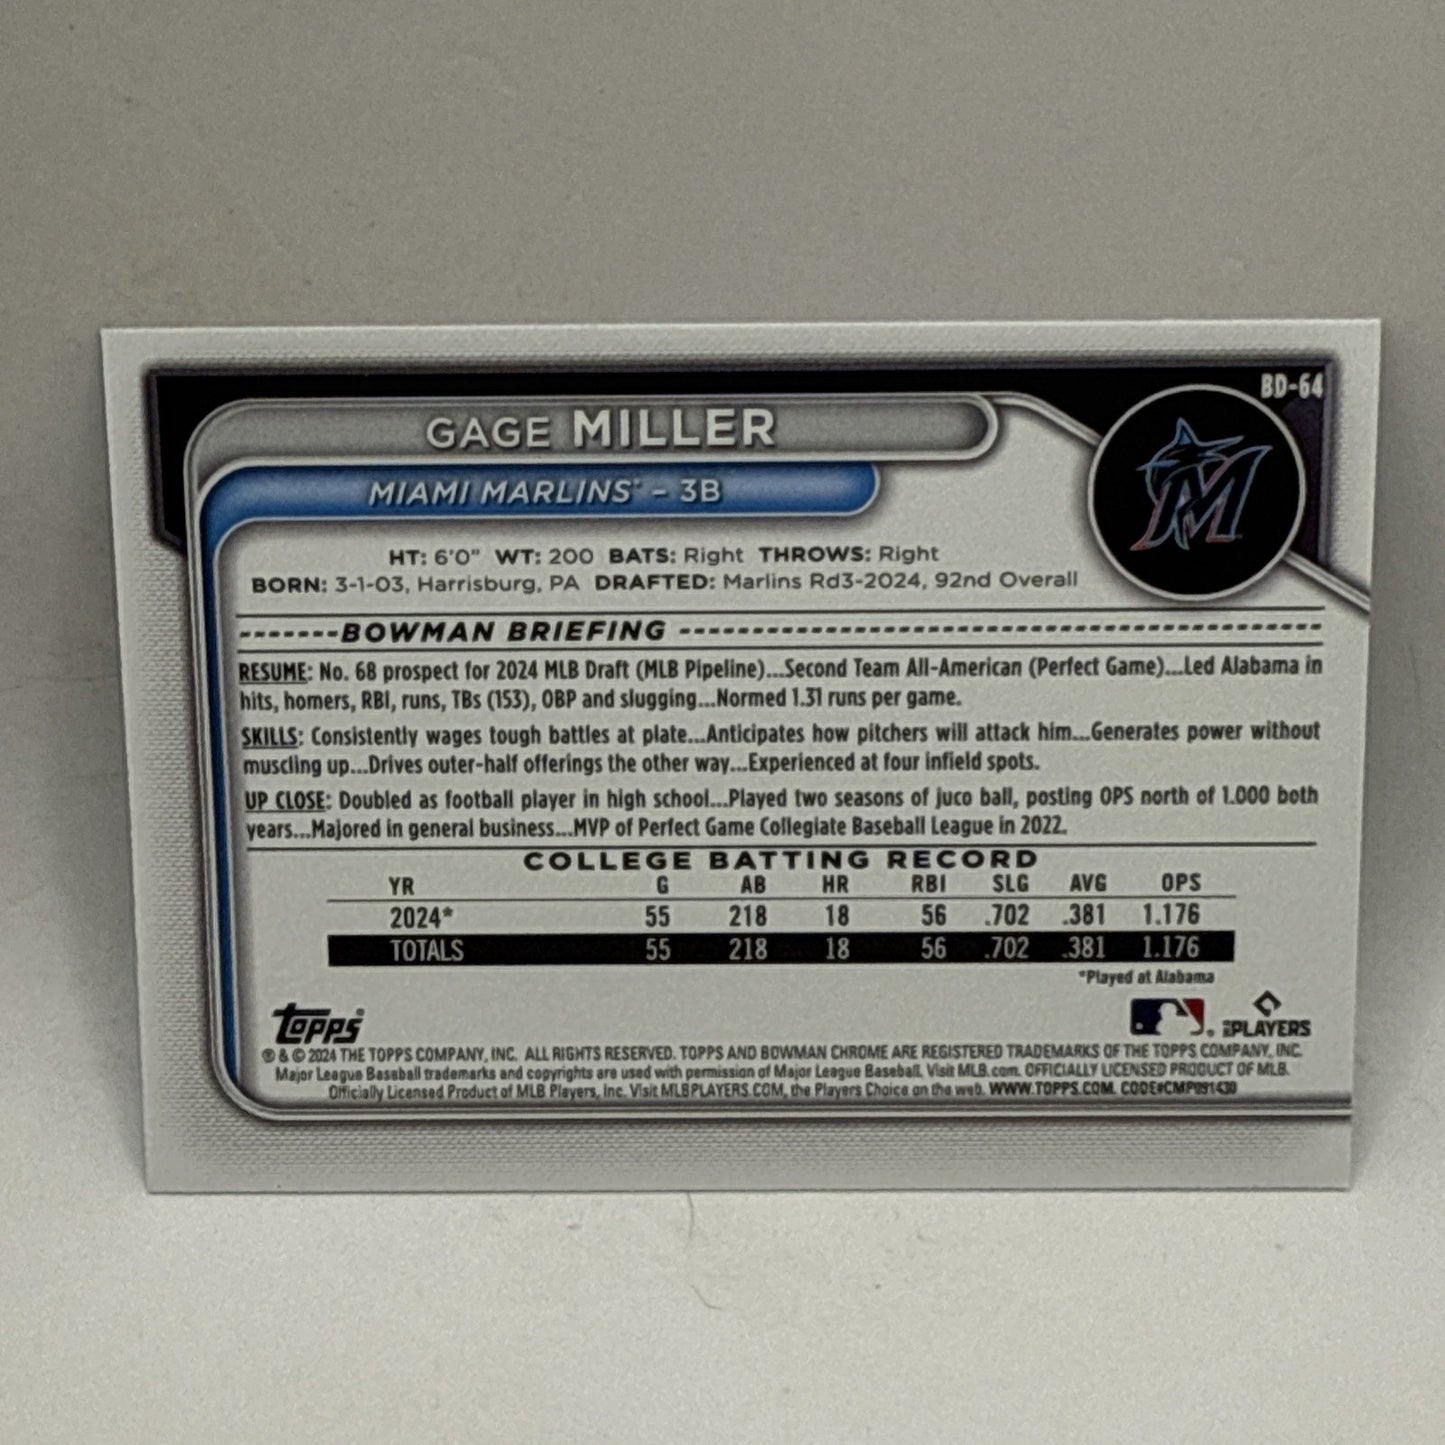 BD-64
GAGE MILLER
MIAMI MARLINS - 3B
HT: 6'0" WT: 200 BATS: Right THROWS: Right
BORN: 3-1-03, Harrisburg, PA DRAFTED: Marlins Rd3-2024, 92nd Overall
BOWMAN BRIEFING
RESUME: No. 68 prospect for 2024 MLB Draft (MLB Pipeline)...Second Team All-American (Perfect Game)...Led Alabama in
hits, homers, RBI, runs, TBs (153), OBP and slugging...Normed 1.31 runs per game.
SKILLS: Consistently wages tough battles at plate...Anticipates how pitchers will attack him...Generates power without
muscling up...Drives outer-half offerings the other way...Experienced at four infield spots.
UP CLOSE: Doubled as football player in high school...Played two seasons of juco ball, posting OPS north of 1.000 both
years...Majored in general business...MVP of Perfect Game Collegiate Baseball League in 2022.
COLLEGE BATTING RECORD
YR G AB HR RBI SLG AVG OPS
2024* 55 218 18 56 .702 .381 1.176
TOTALS 55 218 18 56 .702 .381 1.176
*Played at Alabama
Topps
MLB PLAYERS
® & © 2024 THE TOPPS COMPANY, INC. ALL RIGHTS RESERVED. TOPPS AND BOWMAN CHROME ARE REGISTERED TRADEMARKS OF THE TOPPS COMPANY, INC.
Major League Baseball trademarks and copyrights are used with permission of Major League Baseball. Visit MLB.com. OFFICIALLY LICENSED PRODUCT OF MLB.
Officially Licensed Product of MLB Players, Inc. Visit MLBPLAYERS.COM, the Players Choice on the web. WWW.TOPPS.COM. CODE#CMP091430